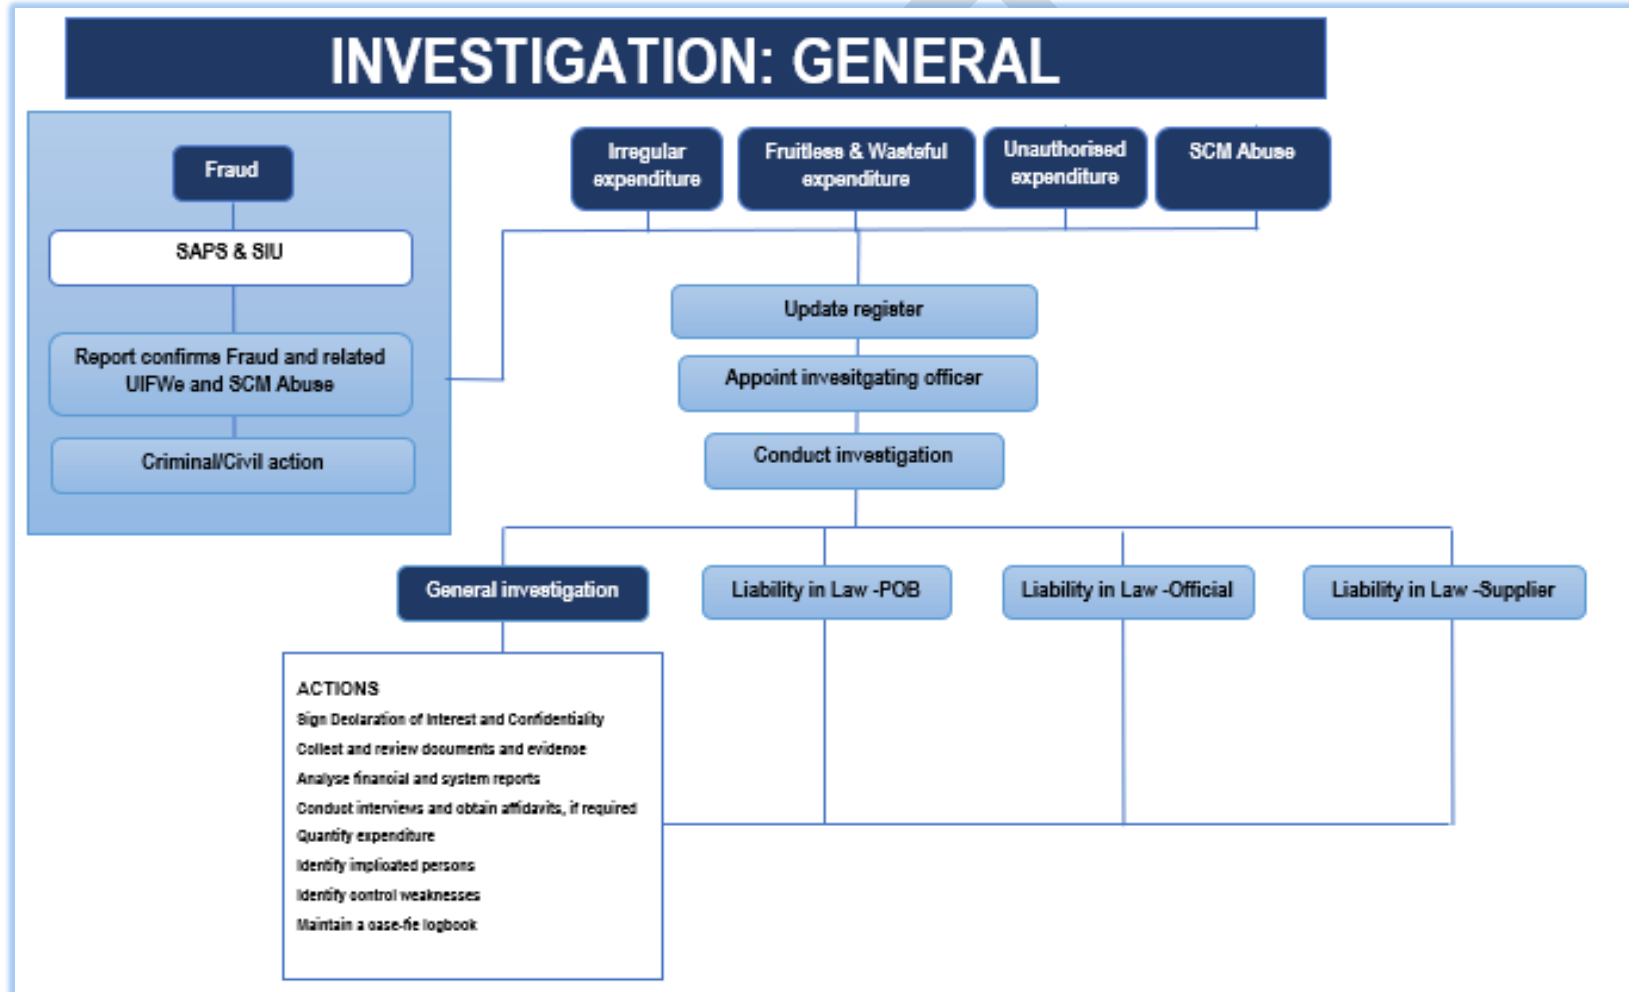 INVESTIGATION: GENERAL
Fraud
SAPS & SIU
Report confirms Fraud and related
UIFWe and SCM Abuse
Criminal/Civil action
Irregular
expenditure
Fruitless & Wasteful
expenditure
Unauthorised
expenditure
SCM Abuse
Update register
Appoint invesitgating officer
Conduct investigation
General investigation
Liability in Law -POB
Liability in Law -Official
Liability in Law -Supplier
ACTIONS
Sign Declaration of Interest and Confidentiality
Collect and review documents and evidence
Analyse financial and system reports
Conduct interviews and obtain affidavits, if required
Quantify expenditure
Identify implicated persons
Identify control weaknesses
Maintain a case-fie logbook